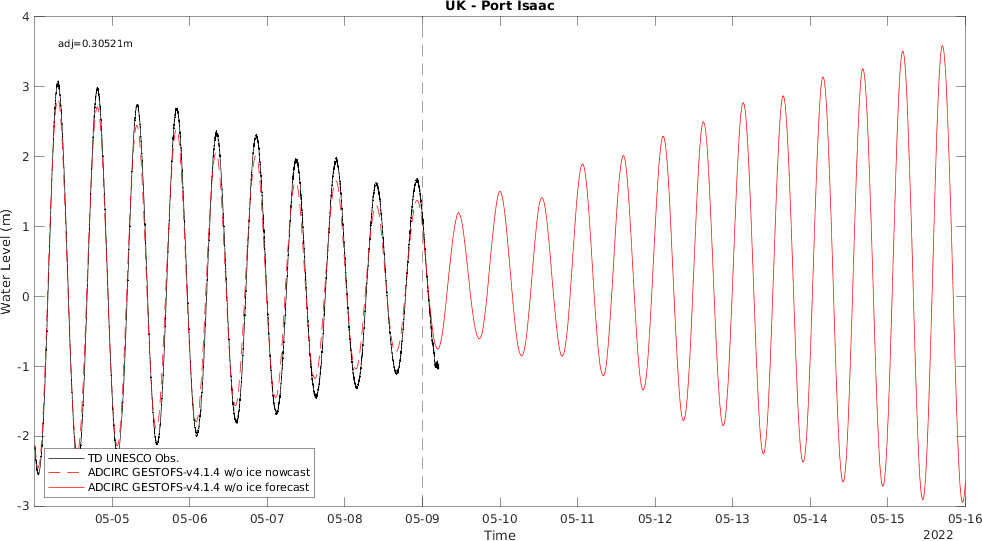 UK - Port Isaac
adj=0.30521m
Water Level (m)
4
3
2
1
0
-1
-2
-3
TD UNESCO Obs.
ADCIRC GESTOFS-v4.1.4 w/o ice nowcast
ADCIRC GESTOFS-v4.1.4 w/o ice forecast
05-05 05-06 05-07 05-08 05-09 05-10 05-11 05-12 05-13 05-14 05-15 05-16
Time
2022